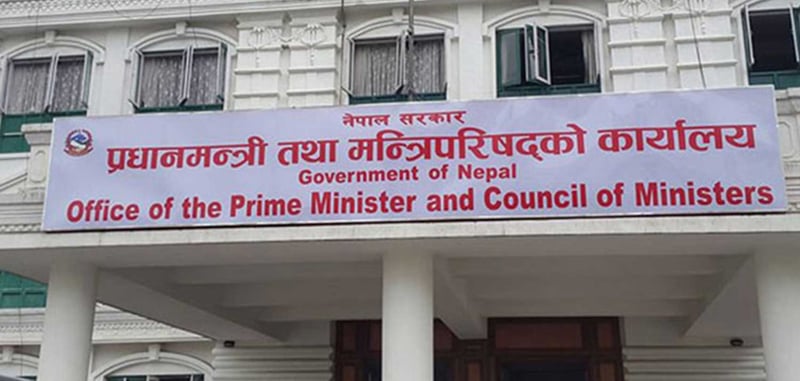 नेपाल सरकार
प्रधानमन्त्री तथा मन्त्रिपरिषद्को कार्यालय
Government of Nepal
Office of the Prime Minister and Council of Ministers